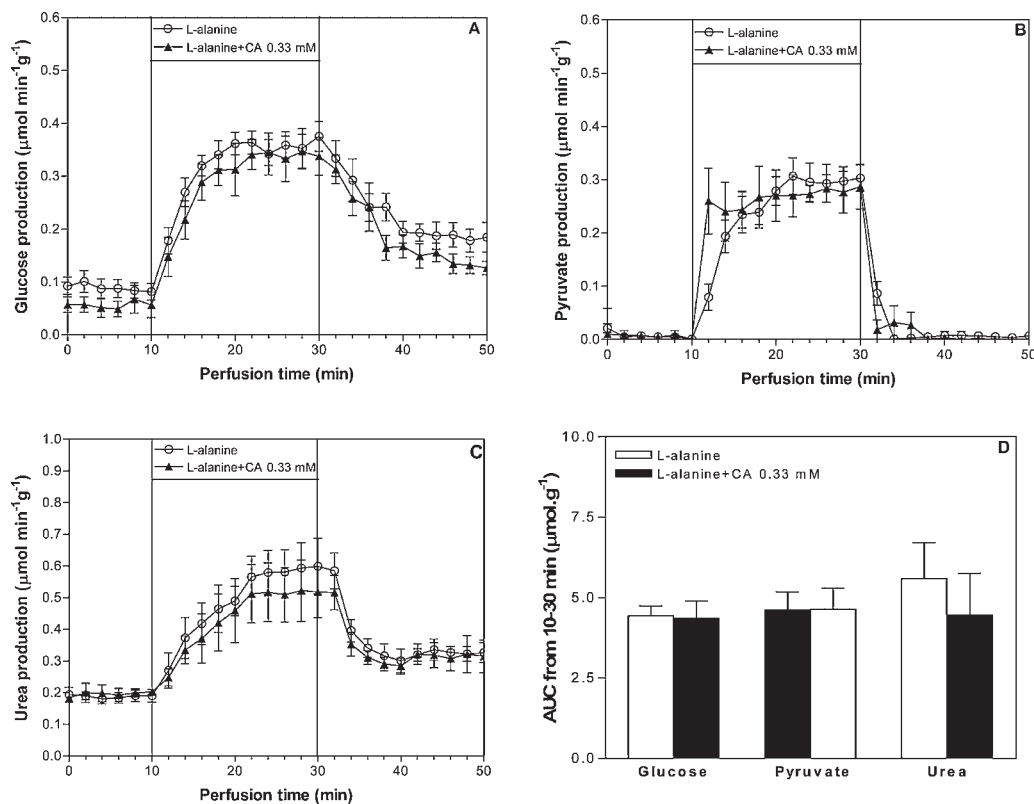 A
L-alanine
L-alanine+CA 0.33 mM
Glucose production (μmol min⁻¹g⁻¹)
0.6
0.5
0.4
0.3
0.2
0.1
0.0
0 10 20 30 40 50
Perfusion time (min)
B
L-alanine
L-alanine+CA 0.33 mM
Pyruvate production (μmol min⁻¹g⁻¹)
0.6
0.5
0.4
0.3
0.2
0.1
0.0
0 10 20 30 40 50
Perfusion time (min)
C
L-alanine
L-alanine+CA 0.33 mM
Urea production (μmol min⁻¹g⁻¹)
1.0
0.9
0.8
0.7
0.6
0.5
0.4
0.3
0.2
0.1
0.0
0 10 20 30 40 50
Perfusion time (min)
D
L-alanine
L-alanine+CA 0.33 mM
AUC from 10-30 min (μmol.g⁻¹)
10.0
7.5
5.0
2.5
0.0
Glucose Pyruvate Urea